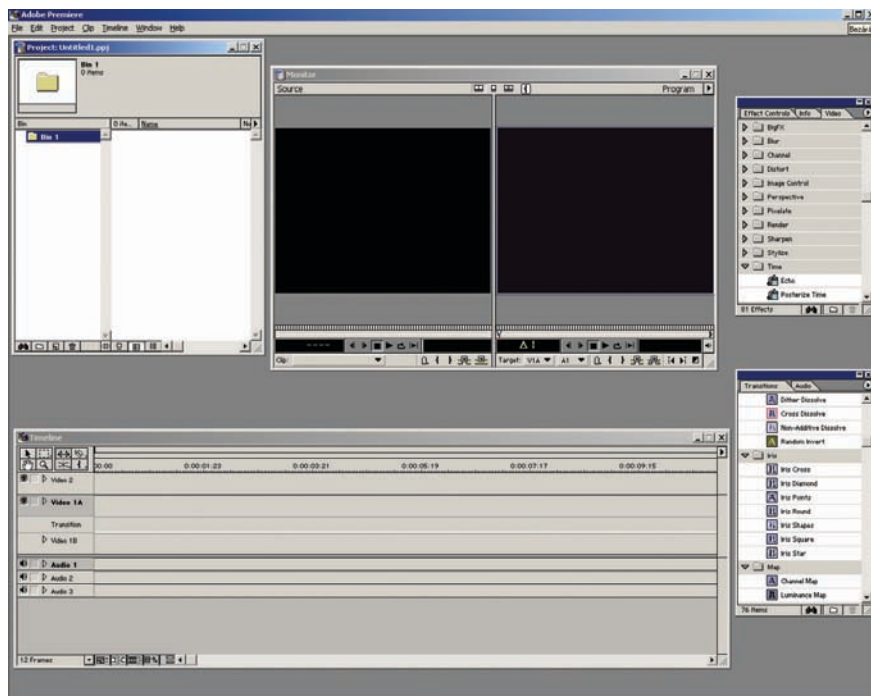 Adobe Premiere
File Edit Project Clip Timeline Window Help
Project: Untitled1.ppj
Bin 1
0 Items
Bin
0 ite... Name
Bin 1
Monitor
Source
Program
Clip:
Target: V1A A1
Effect Controls Info Video
BigFX
Blur
Channel
Distort
Image Control
Perspective
Pixelate
Render
Sharpen
Stylize
Time
Echo
Posterize Time
81 Effects
Transitions Audio
Dither Dissolve
Cross Dissolve
Non-Additive Dissolve
Random Invert
Iris
Iris Cross
Iris Diamond
Iris Points
Iris Round
Iris Shapes
Iris Square
Iris Star
Map
Channel Map
Luminance Map
76 Items
Timeline
00:00 0:00:01:23 0:00:03:21 0:00:05:19 0:00:07:17 0:00:09:15
Video 2
Video 1A
Transition
Video 1B
Audio 1
Audio 2
Audio 3
12 Frames